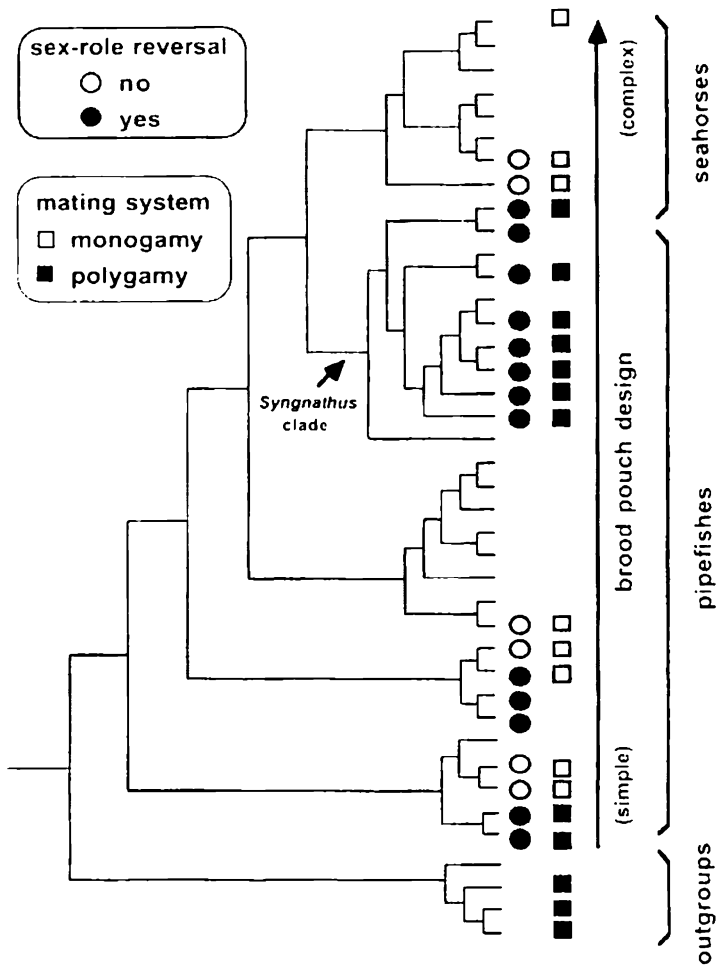 sex-role reversal
no
yes
mating system
monogamy
polygamy
Syngnathus
clade
(complex)
brood pouch design
(simple)
seahorses
pipefishes
outgroups